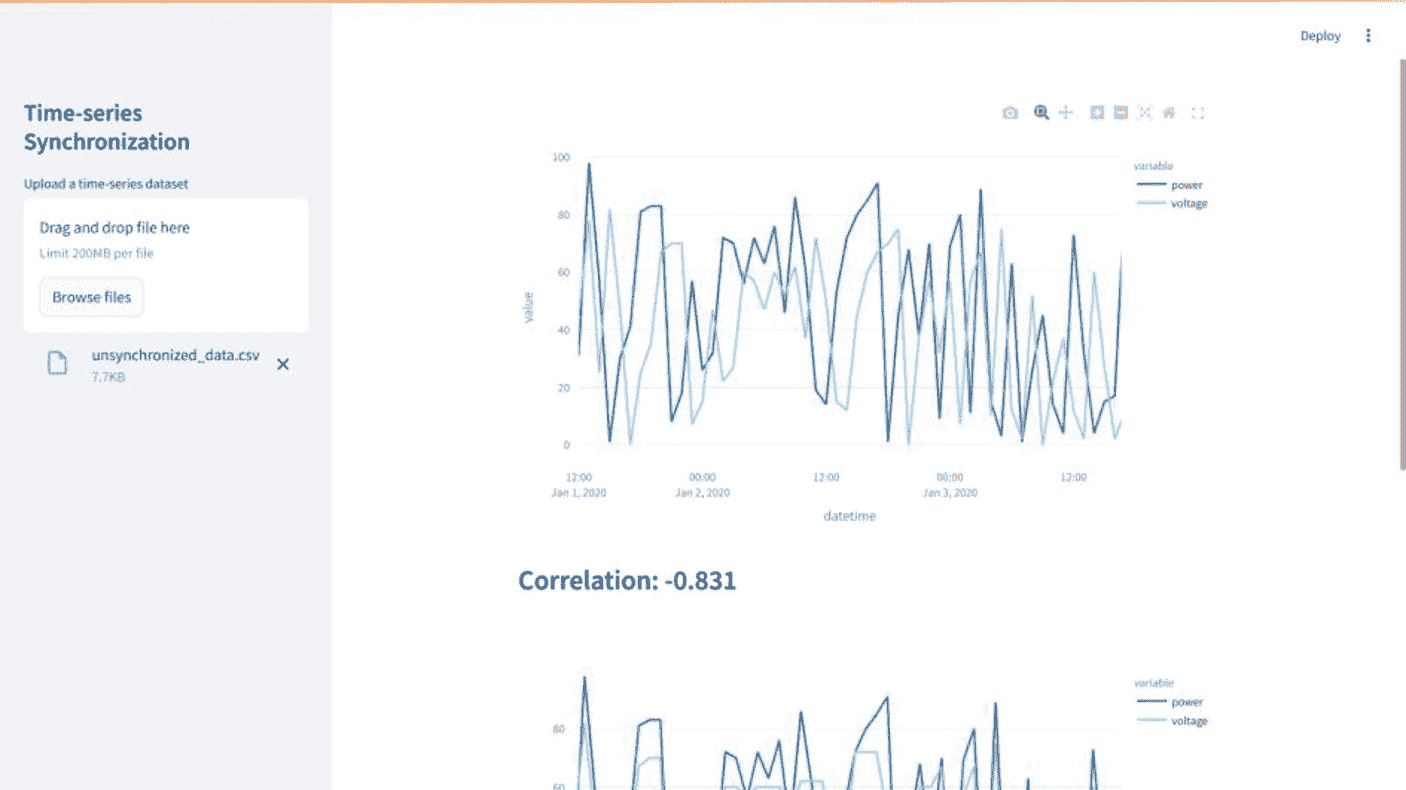 Deploy
Time-series
Synchronization
Upload a time-series dataset
Drag and drop file here
Limit 200MB per file
Browse files
unsynchronized_data.csv
7.7KB
variable
power
voltage
100
80
60
40
20
0
value
12:00
Jan 1, 2020
00:00
Jan 2, 2020
12:00
00:00
Jan 3, 2020
12:00
datetime
Correlation: -0.831
variable
power
voltage
80
60